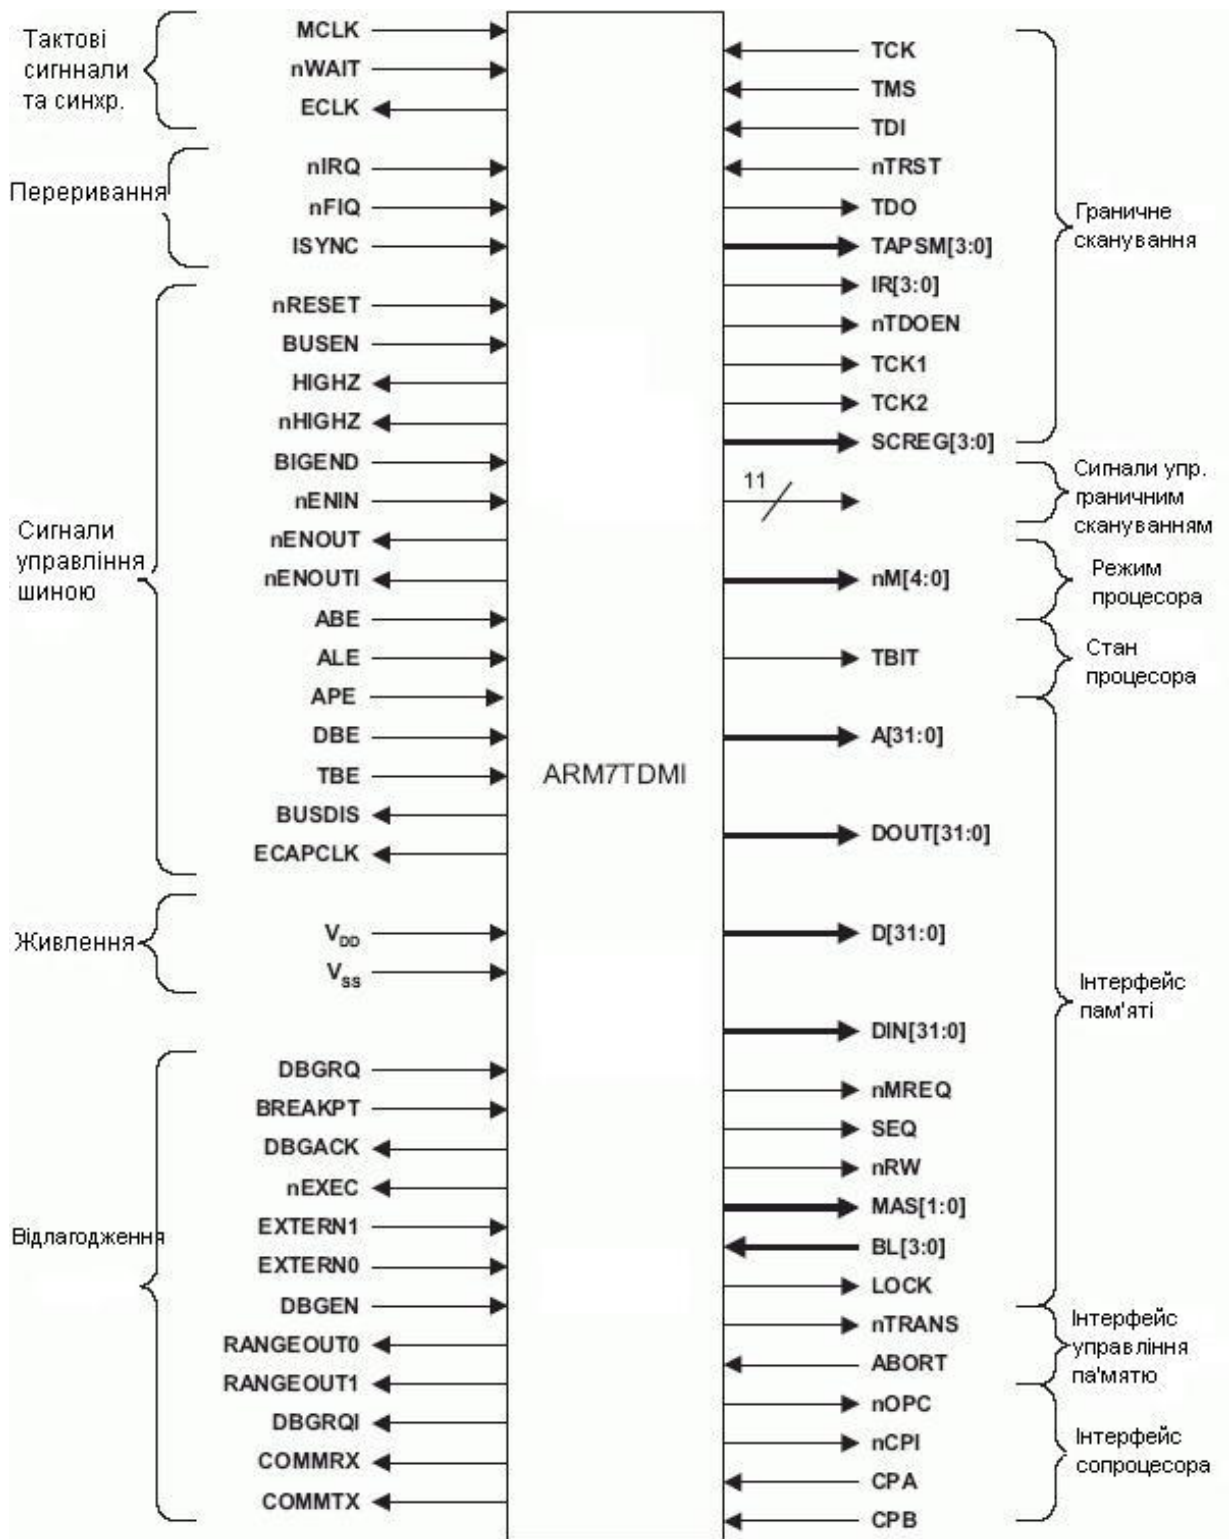 Тактові
сигннали
та синхр.
MCLK
nWAIT
ECLK
Переривання
nIRQ
nFIQ
ISYNC
Сигнали
управління
шиною
nRESET
BUSEN
HIGHZ
nHIGHZ
BIGEND
nENIN
nENOUT
nENOUTI
ABE
ALE
APE
DBE
TBE
BUSDIS
ECAPCLK
Живлення
VDD
VSS
Відлагодження
DBGRQ
BREAKPT
DBGACK
nEXEC
EXTERN1
EXTERN0
DBGEN
RANGEOUT0
RANGEOUT1
DBGRQI
COMMRX
COMMTX
ARM7TDMI
TCK
TMS
TDI
nTRST
TDO
TAPSM[3:0]
IR[3:0]
nTDOEN
TCK1
TCK2
SCREG[3:0]
Граничне
сканування
11
Сигнали упр.
граничним
скануванням
nM[4:0]
Режим
процесора
TBIT
Стан
процесора
A[31:0]
DOUT[31:0]
D[31:0]
DIN[31:0]
nMREQ
SEQ
nRW
MAS[1:0]
BL[3:0]
LOCK
Інтерфейс
пам'яті
nTRANS
ABORT
Інтерфейс
управління
па'мятю
nOPC
nCPI
CPA
CPB
Інтерфейс
сопроцесора